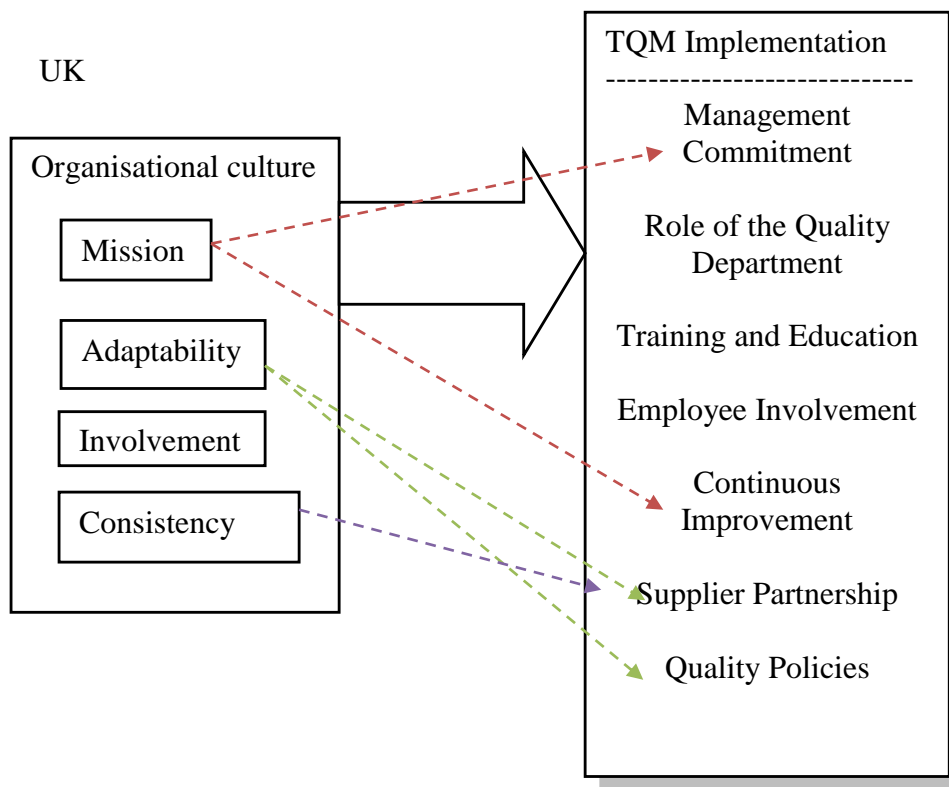 UK
Organisational culture
Mission
Adaptability
Involvement
Consistency
TQM Implementation
------------------------------
Management
Commitment
Role of the Quality
Department
Training and Education
Employee Involvement
Continuous
Improvement
Supplier Partnership
Quality Policies